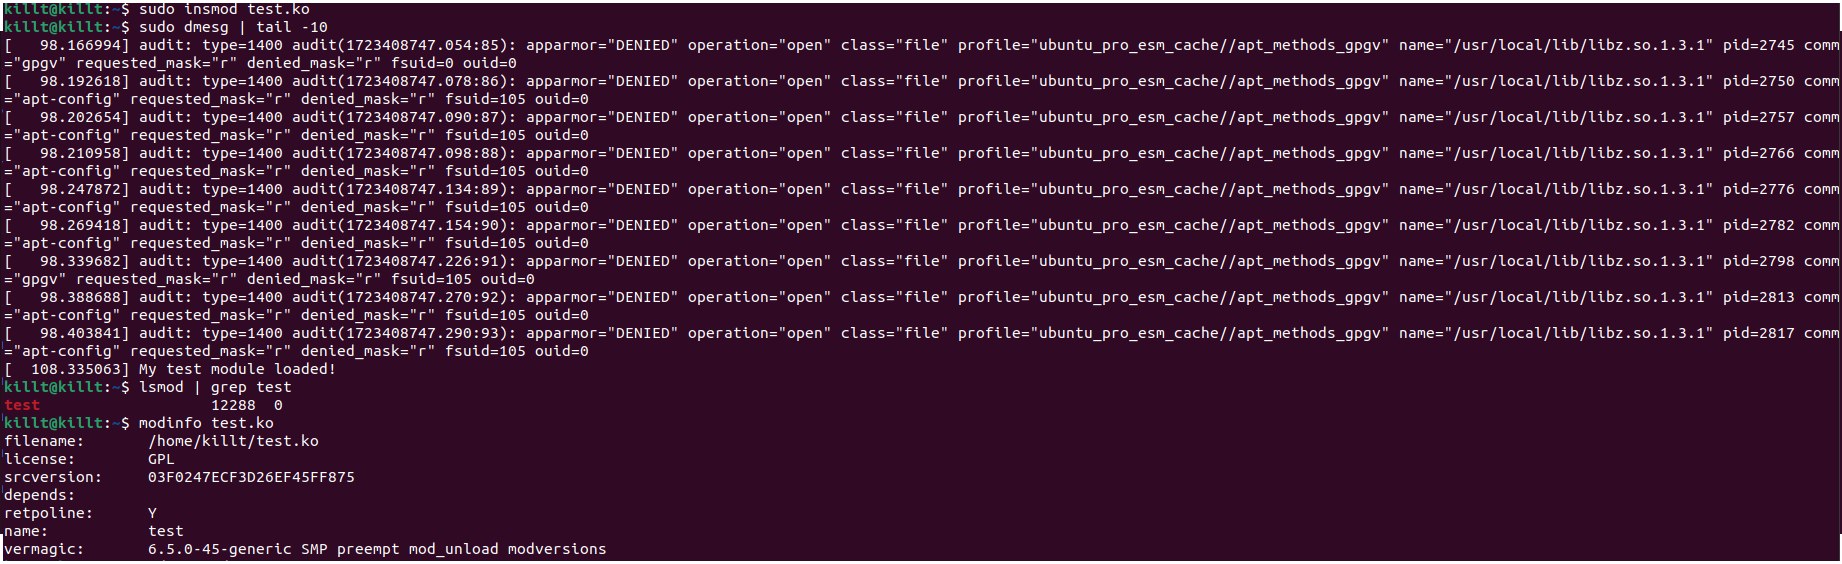 killt@killt:~$ sudo insmod test.ko
killt@killt:~$ sudo dmesg | tail -10
[   98.166994] audit: type=1400 audit(1723408747.054:85): apparmor="DENIED" operation="open" class="file" profile="ubuntu_pro_esm_cache//apt_methods_gpgv" name="/usr/local/lib/libz.so.1.3.1" pid=2745 comm
="gpgv" requested_mask="r" denied_mask="r" fsuid=0 ouid=0
[   98.192618] audit: type=1400 audit(1723408747.078:86): apparmor="DENIED" operation="open" class="file" profile="ubuntu_pro_esm_cache//apt_methods_gpgv" name="/usr/local/lib/libz.so.1.3.1" pid=2750 comm
="apt-config" requested_mask="r" denied_mask="r" fsuid=105 ouid=0
[   98.202654] audit: type=1400 audit(1723408747.090:87): apparmor="DENIED" operation="open" class="file" profile="ubuntu_pro_esm_cache//apt_methods_gpgv" name="/usr/local/lib/libz.so.1.3.1" pid=2757 comm
="apt-config" requested_mask="r" denied_mask="r" fsuid=105 ouid=0
[   98.210958] audit: type=1400 audit(1723408747.098:88): apparmor="DENIED" operation="open" class="file" profile="ubuntu_pro_esm_cache//apt_methods_gpgv" name="/usr/local/lib/libz.so.1.3.1" pid=2766 comm
="apt-config" requested_mask="r" denied_mask="r" fsuid=105 ouid=0
[   98.247872] audit: type=1400 audit(1723408747.134:89): apparmor="DENIED" operation="open" class="file" profile="ubuntu_pro_esm_cache//apt_methods_gpgv" name="/usr/local/lib/libz.so.1.3.1" pid=2776 comm
="apt-config" requested_mask="r" denied_mask="r" fsuid=105 ouid=0
[   98.269418] audit: type=1400 audit(1723408747.154:90): apparmor="DENIED" operation="open" class="file" profile="ubuntu_pro_esm_cache//apt_methods_gpgv" name="/usr/local/lib/libz.so.1.3.1" pid=2782 comm
="apt-config" requested_mask="r" denied_mask="r" fsuid=105 ouid=0
[   98.339682] audit: type=1400 audit(1723408747.226:91): apparmor="DENIED" operation="open" class="file" profile="ubuntu_pro_esm_cache//apt_methods_gpgv" name="/usr/local/lib/libz.so.1.3.1" pid=2798 comm
="gpgv" requested_mask="r" denied_mask="r" fsuid=105 ouid=0
[   98.388688] audit: type=1400 audit(1723408747.270:92): apparmor="DENIED" operation="open" class="file" profile="ubuntu_pro_esm_cache//apt_methods_gpgv" name="/usr/local/lib/libz.so.1.3.1" pid=2813 comm
="apt-config" requested_mask="r" denied_mask="r" fsuid=105 ouid=0
[   98.403841] audit: type=1400 audit(1723408747.290:93): apparmor="DENIED" operation="open" class="file" profile="ubuntu_pro_esm_cache//apt_methods_gpgv" name="/usr/local/lib/libz.so.1.3.1" pid=2817 comm
="apt-config" requested_mask="r" denied_mask="r" fsuid=105 ouid=0
[  108.335063] My test module loaded!
killt@killt:~$ lsmod | grep test
test                   12288  0
killt@killt:~$ modinfo test.ko
filename:       /home/killt/test.ko
license:        GPL
srcversion:     03F0247ECF3D26EF45FF875
depends:
retpoline:      Y
name:           test
vermagic:       6.5.0-45-generic SMP preempt mod_unload modversions